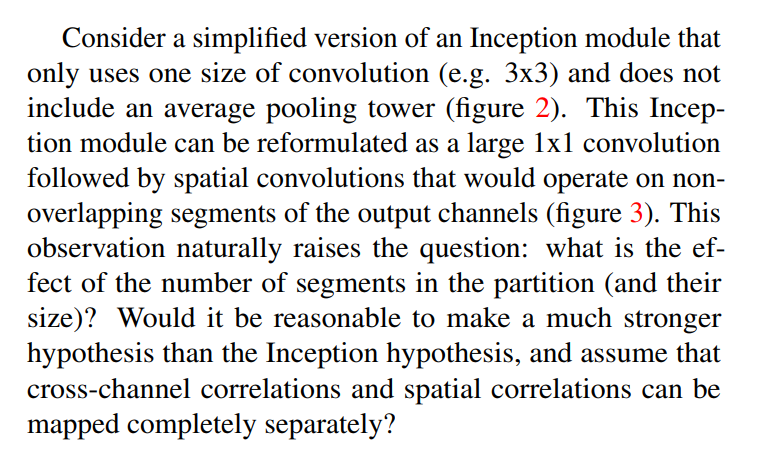 Consider a simplified version of an Inception module that
only uses one size of convolution (e.g. 3x3) and does not
include an average pooling tower (figure 2). This Incep-
tion module can be reformulated as a large 1x1 convolution
followed by spatial convolutions that would operate on non-
overlapping segments of the output channels (figure 3). This
observation naturally raises the question: what is the ef-
fect of the number of segments in the partition (and their
size)? Would it be reasonable to make a much stronger
hypothesis than the Inception hypothesis, and assume that
cross-channel correlations and spatial correlations can be
mapped completely separately?